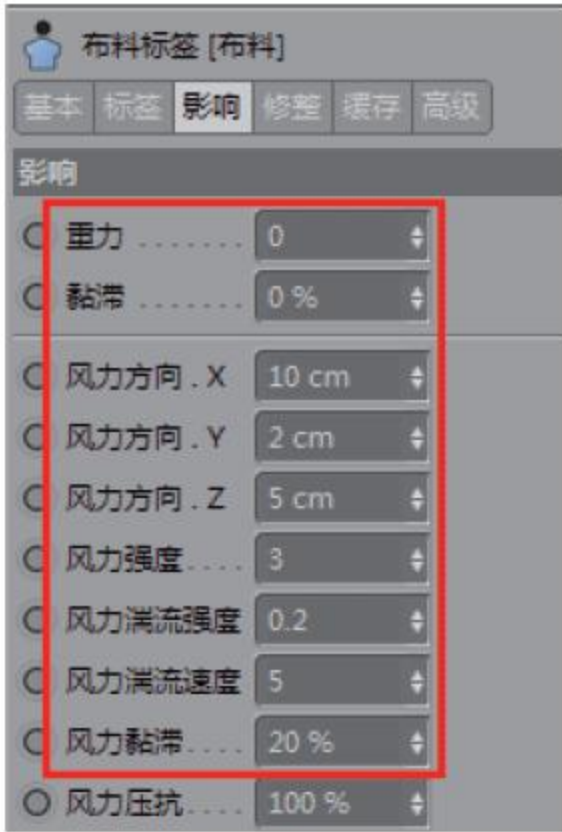 布料标签 [布料]
基本 标签 影响 修整 缓存 高级
影响
重力 ....... 0
黏滞 ....... 0 %
风力方向 . X 10 cm
风力方向 . Y 2 cm
风力方向 . Z 5 cm
风力强度 .... 3
风力湍流强度 0.2
风力湍流速度 5
风力黏滞 .... 20 %
风力压抗 .... 100 %